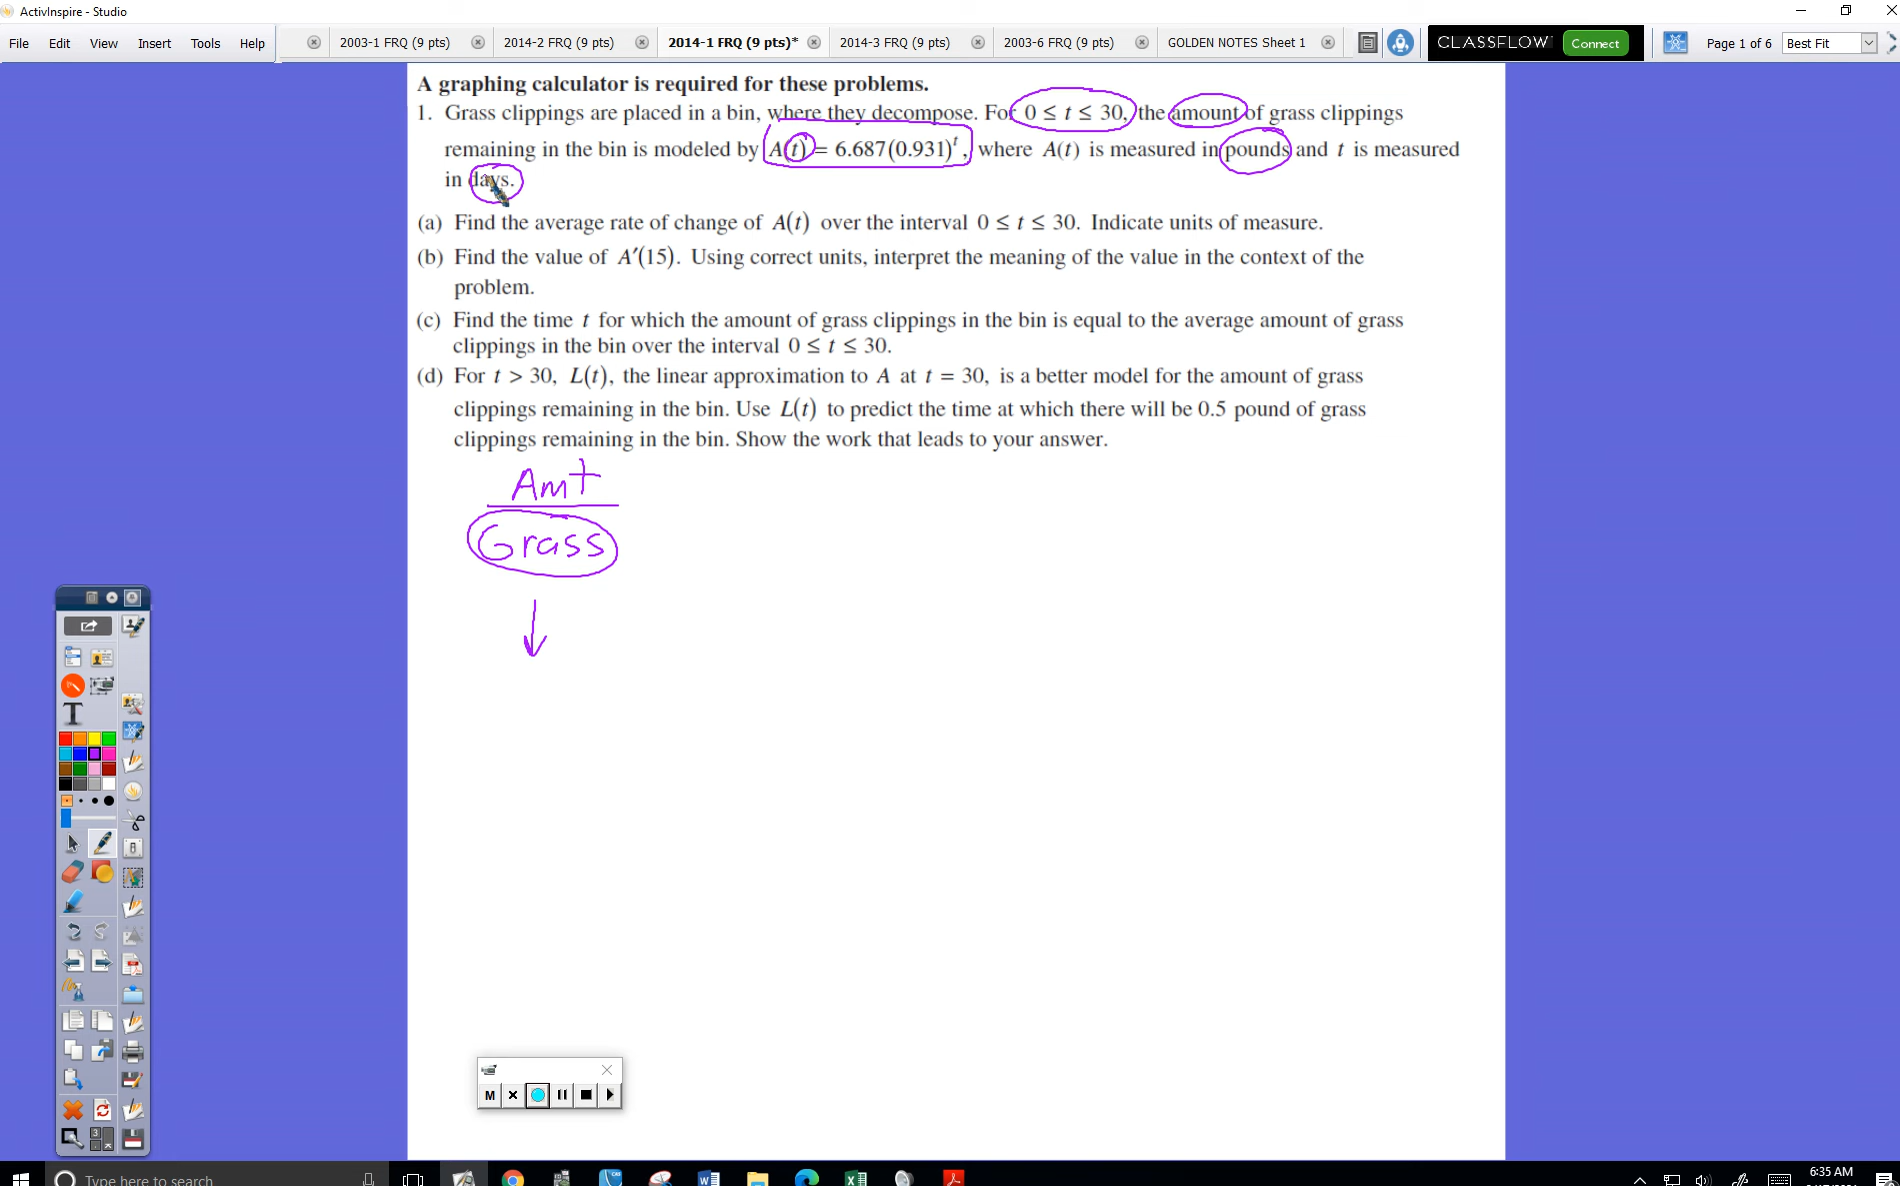 ActivInspire - Studio
File Edit View Insert Tools Help
2003-1 FRQ (9 pts) 2014-2 FRQ (9 pts) 2014-1 FRQ (9 pts)* 2014-3 FRQ (9 pts) 2003-6 FRQ (9 pts) GOLDEN NOTES Sheet 1
CLASSFLOW Connect Page 1 of 6 Best Fit
A graphing calculator is required for these problems.
1. Grass clippings are placed in a bin, where they decompose. For 0 ≤ t ≤ 30, the amount of grass clippings
remaining in the bin is modeled by A(t) = 6.687(0.931)^t, where A(t) is measured in pounds and t is measured
in days.
(a) Find the average rate of change of A(t) over the interval 0 ≤ t ≤ 30. Indicate units of measure.
(b) Find the value of A′(15). Using correct units, interpret the meaning of the value in the context of the
problem.
(c) Find the time t for which the amount of grass clippings in the bin is equal to the average amount of grass
clippings in the bin over the interval 0 ≤ t ≤ 30.
(d) For t > 30, L(t), the linear approximation to A at t = 30, is a better model for the amount of grass
clippings remaining in the bin. Use L(t) to predict the time at which there will be 0.5 pound of grass
clippings remaining in the bin. Show the work that leads to your answer.
Amt
Grass
T
M
Type here to search
6:35 AM